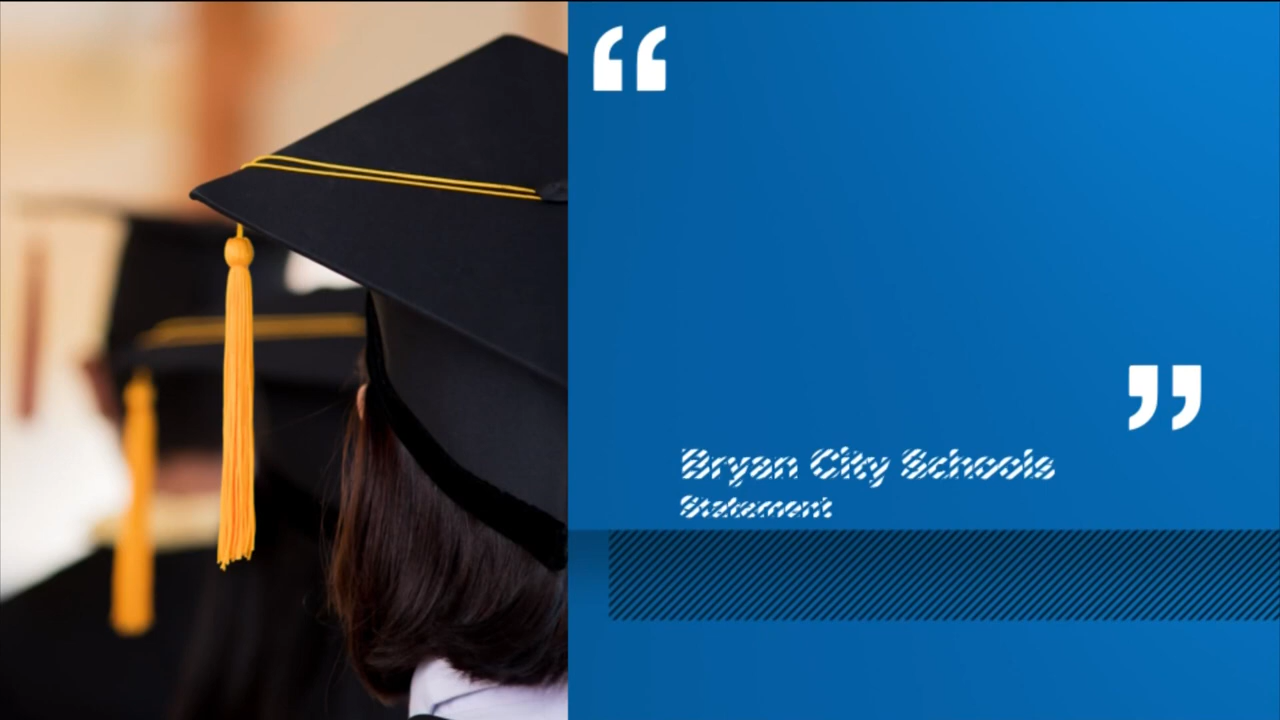 “
”
Bryan City Schools
Statement